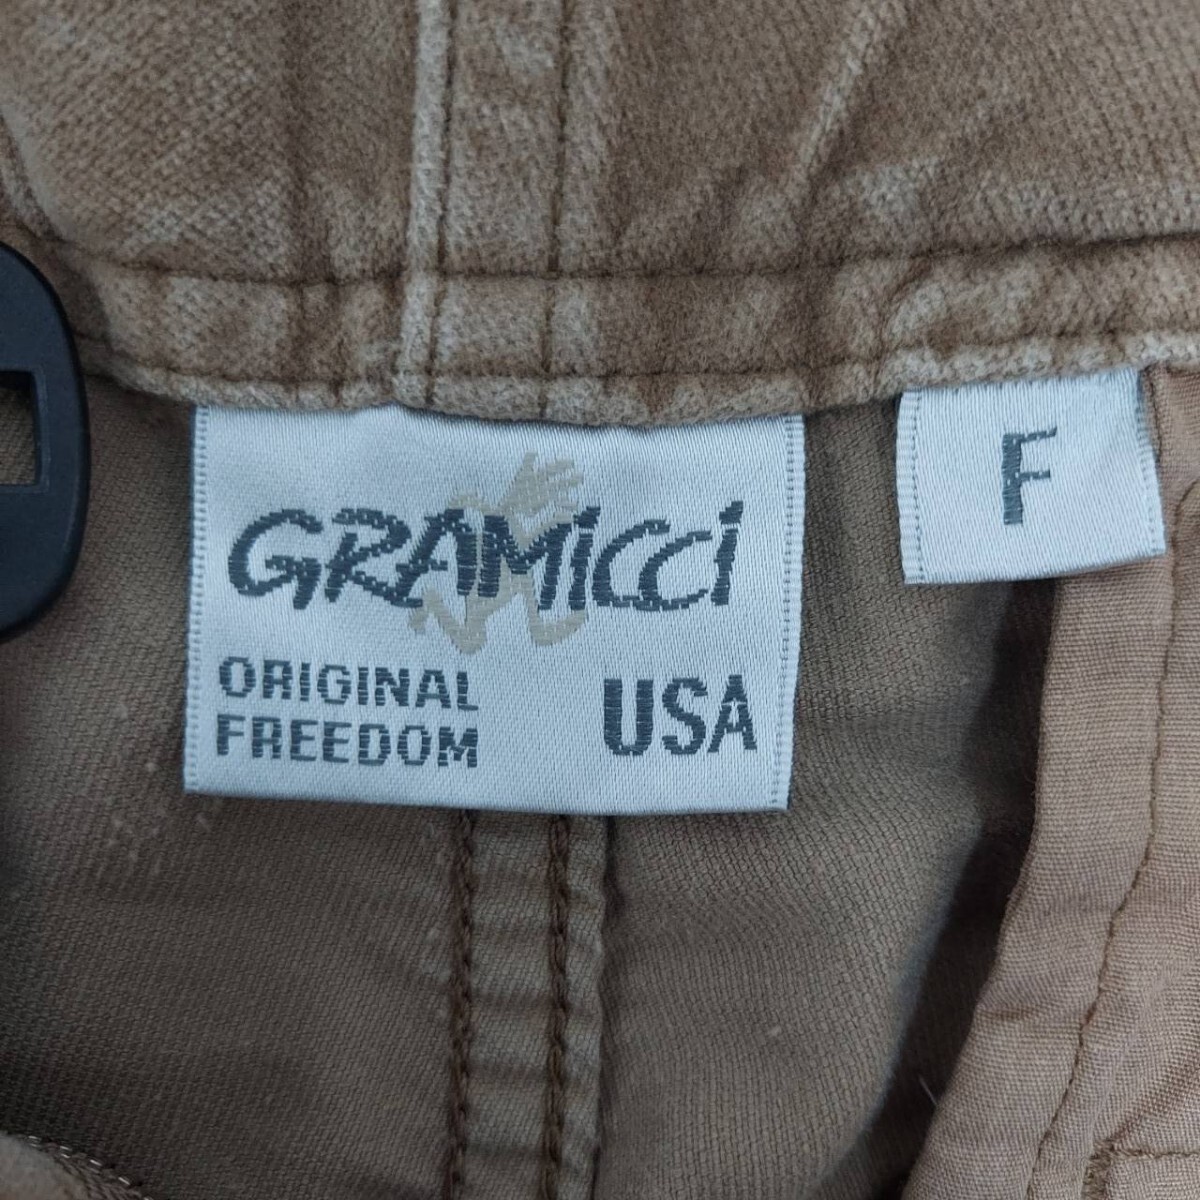 GRAMiCCi
ORIGINAL
FREEDOM
USA
F